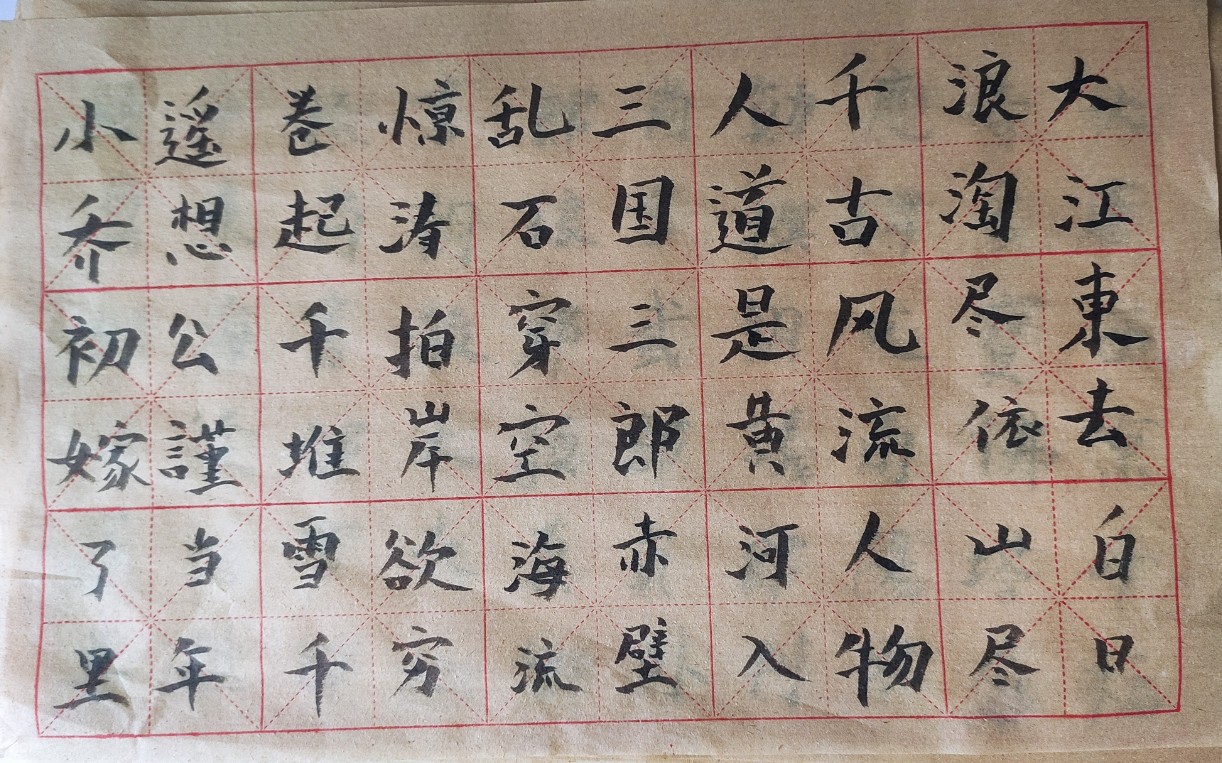 大江東去白日
浪淘尽依山尽
千古风流人物
人道是黄河入
三国三郎赤壁
乱石穿空海流
惊涛拍岸欲穷
卷起千堆雪千
遥想公謹当年
小乔初嫁了里